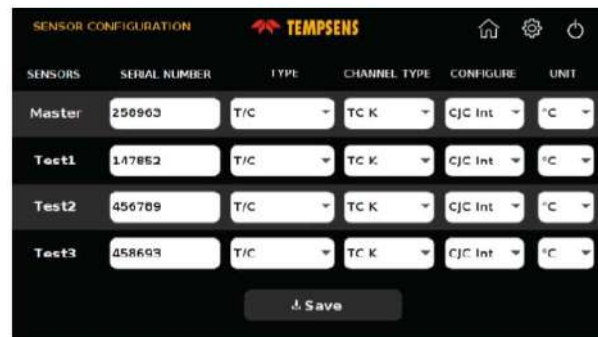 SENSOR CONFIGURATION TEMPSENS
SENSORS SERIAL NUMBER TYPE CHANNEL TYPE CONFIGURE UNIT
Master 258963 T/C TC K CJC Int °C
Test1 147852 T/C TC K CJC Int °C
Test2 456789 T/C TC K CJC Int °C
Test3 458693 T/C TC K CJC Int °C
Save